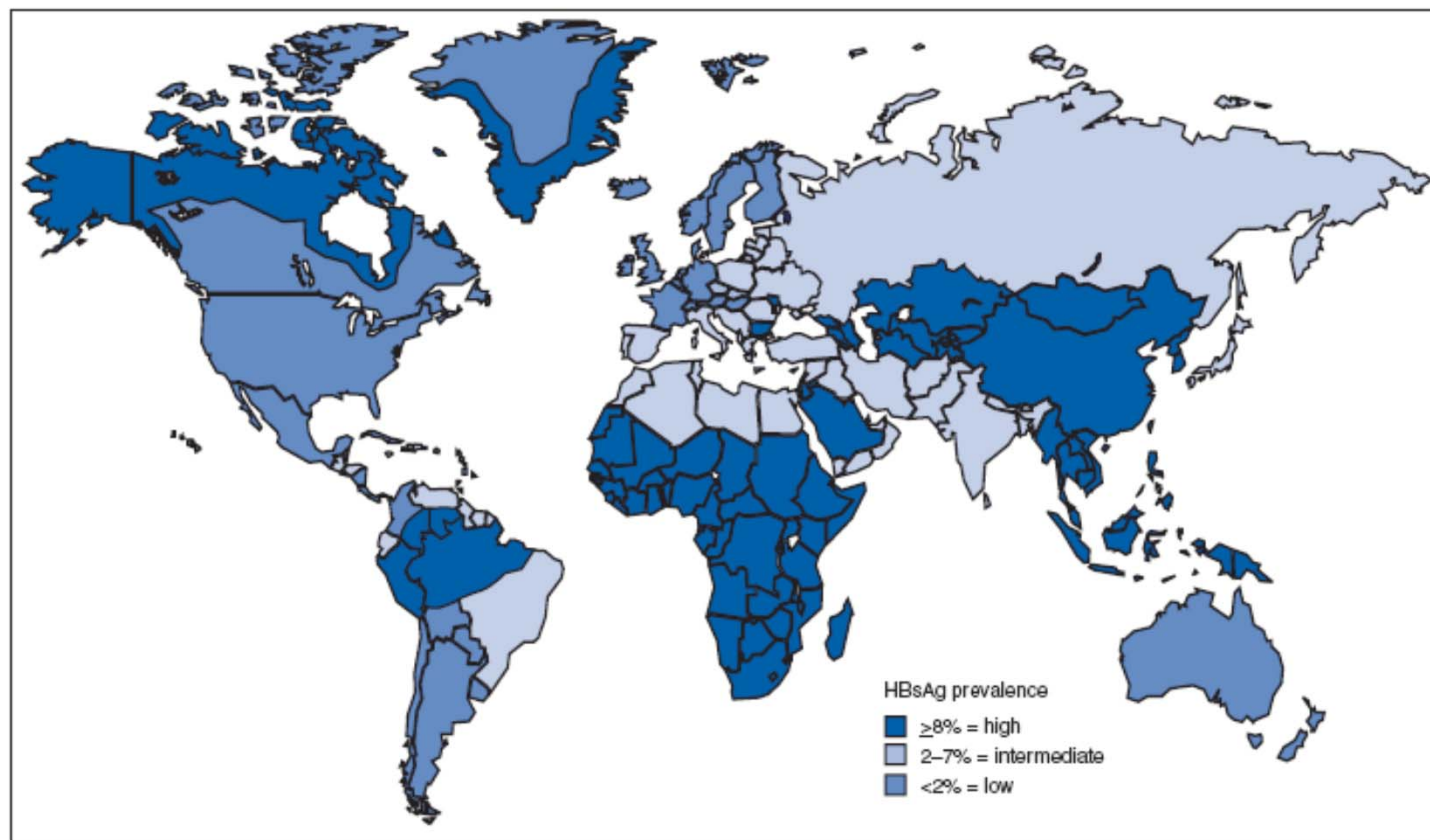 HBsAg prevalence
≥8% = high
2–7% = intermediate
<2% = low